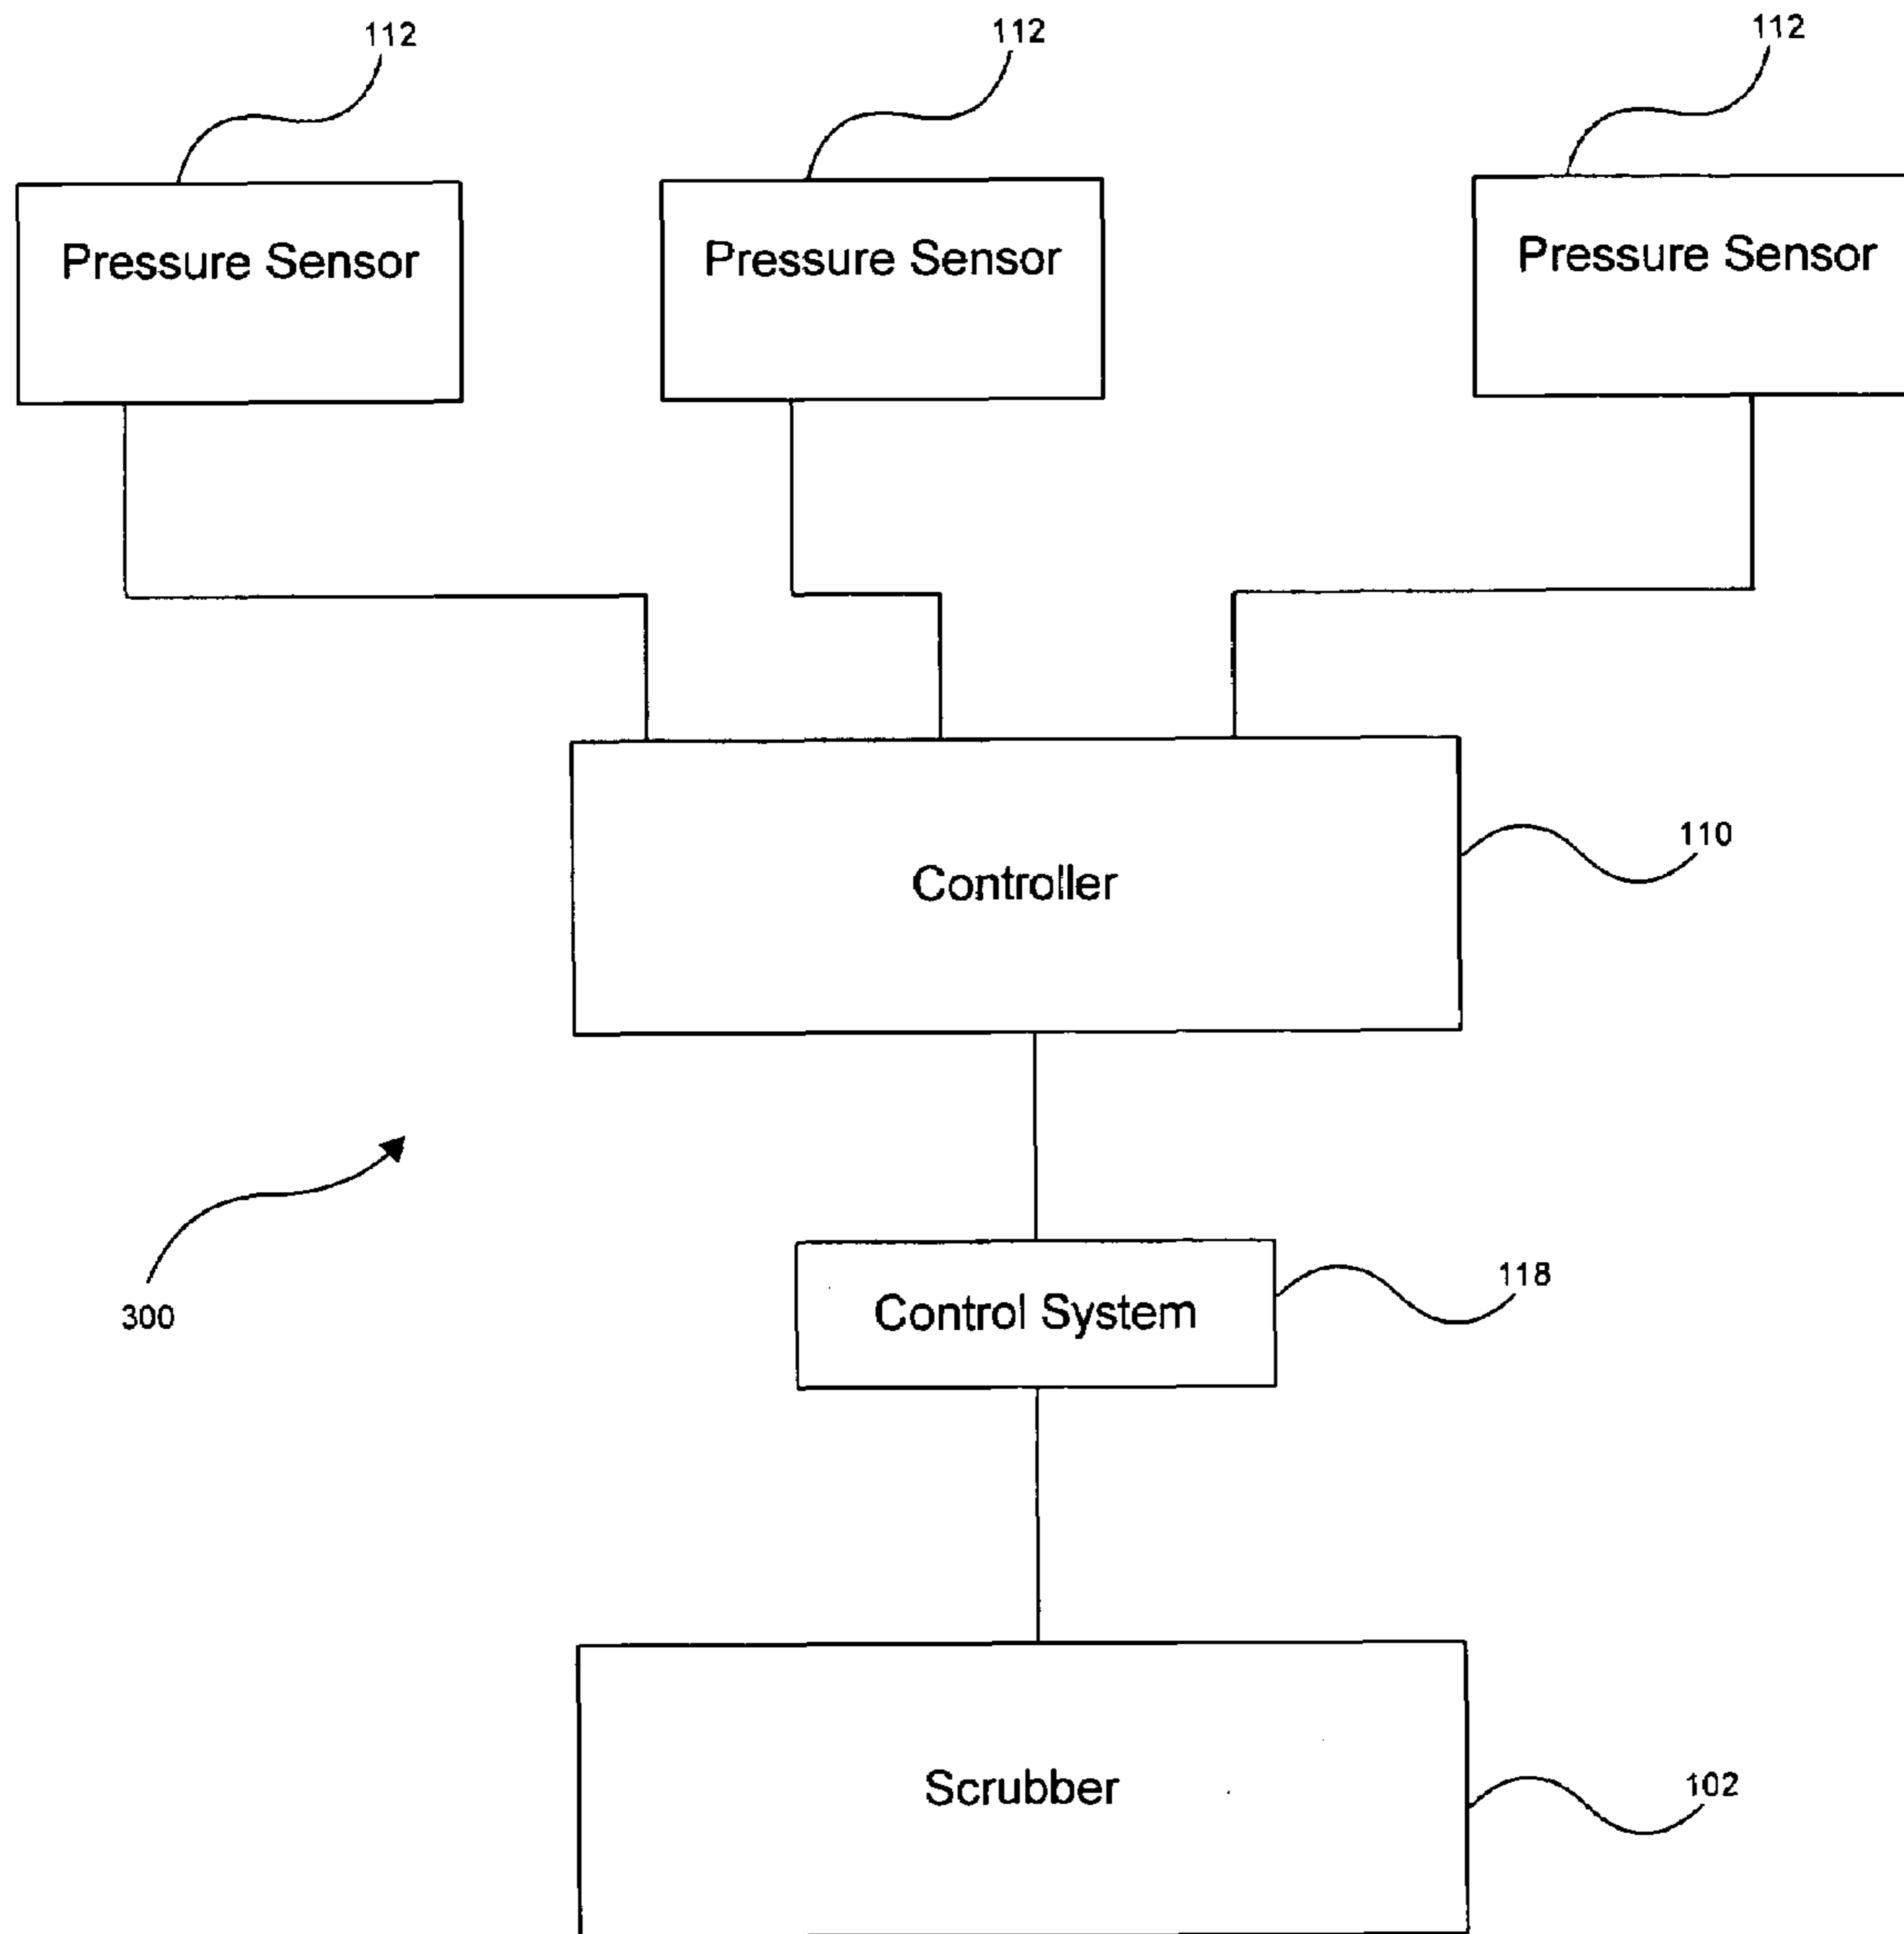 112
112
112
Pressure Sensor
Pressure Sensor
Pressure Sensor
110
Controller
118
Control System
300
102
Scrubber